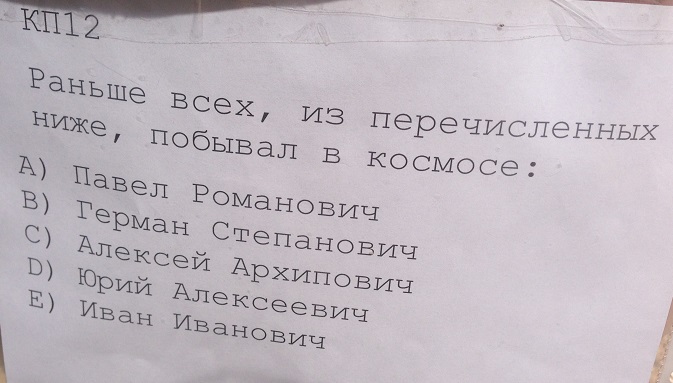 КП12
Раньше всех, из перечисленных
ниже, побывал в космосе:
A) Павел Романович
B) Герман Степанович
C) Алексей Архипович
D) Юрий Алексеевич
E) Иван Иванович